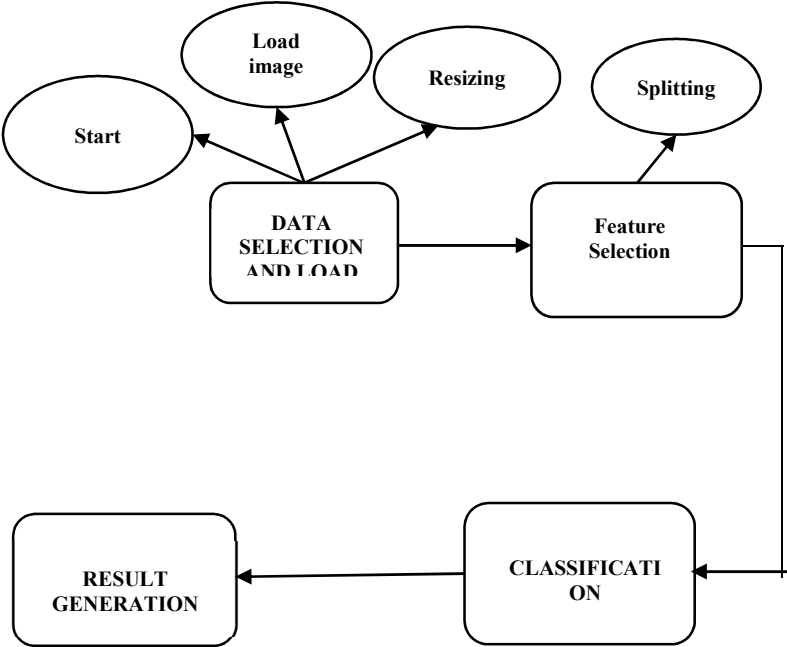 Load
image
Resizing
Splitting
Start
DATA
SELECTION
AND LOAD
Feature
Selection
CLASSIFICATI
ON
RESULT
GENERATION